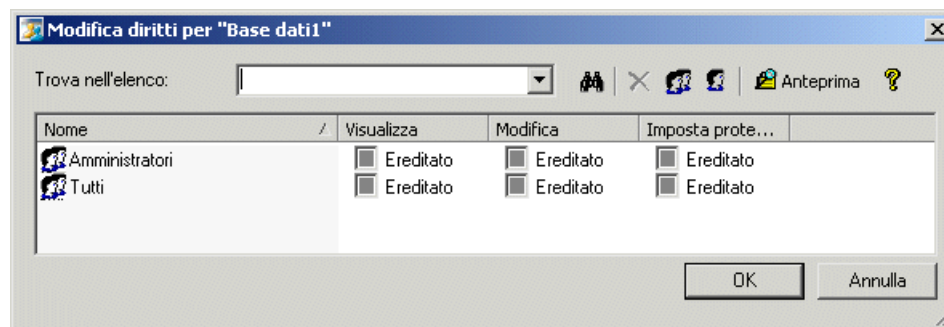 Modifica diritti per "Base dati1"
Trova nell'elenco:
Anteprima
Nome Visualizza Modifica Imposta prote...
Amministratori Ereditato Ereditato Ereditato
Tutti Ereditato Ereditato Ereditato
OK Annulla